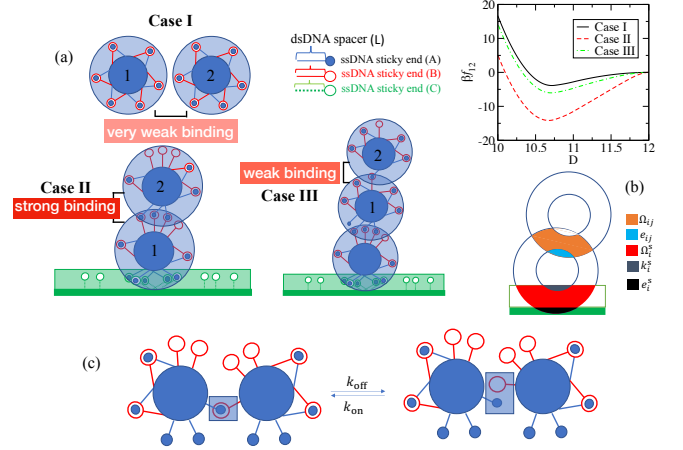 Case I
(a)
1
2
very weak binding
dsDNA spacer (L)
ssDNA sticky end (A)
ssDNA sticky end (B)
ssDNA sticky end (C)
βf₁₂
20
10
0
-10
-20
Case I
Case II
Case III
10
10.5
11
11.5
12
D
Case II
strong binding
2
1
Case III
weak binding
2
1
(b)
Ωᵢⱼ
eᵢⱼ
Ωᵢˢ
kᵢˢ
eᵢˢ
(c)
k_off
k_on